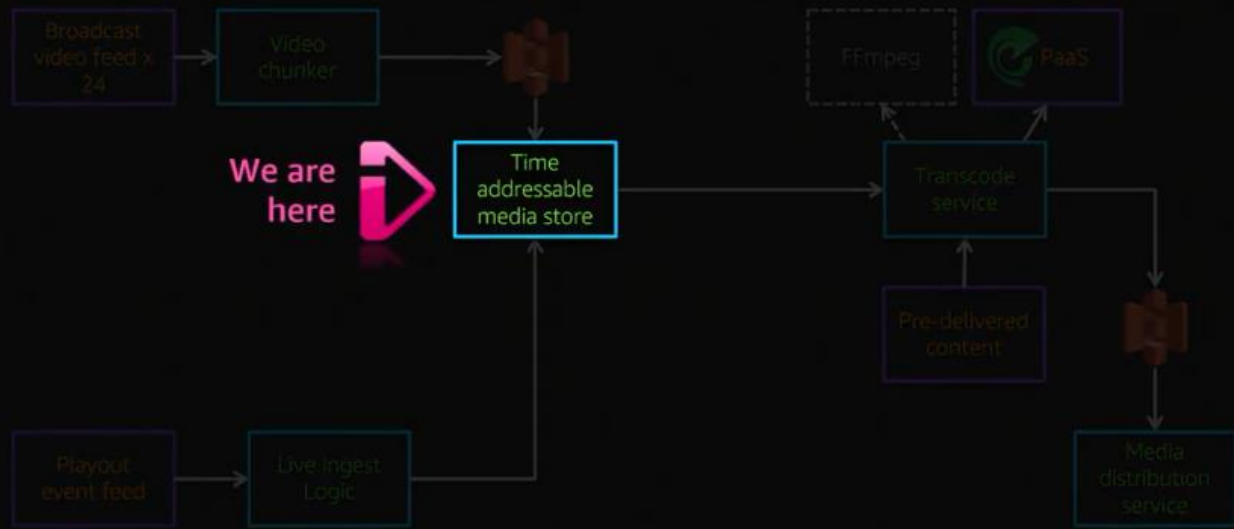 Broadcast
video feed x
24
Video
chunker
FFmpeg
PaaS
We are
here
Time
addressable
media store
Transcode
service
Pre-delivered
content
Playout
event feed
Live Ingest
Logic
Media
distribution
service